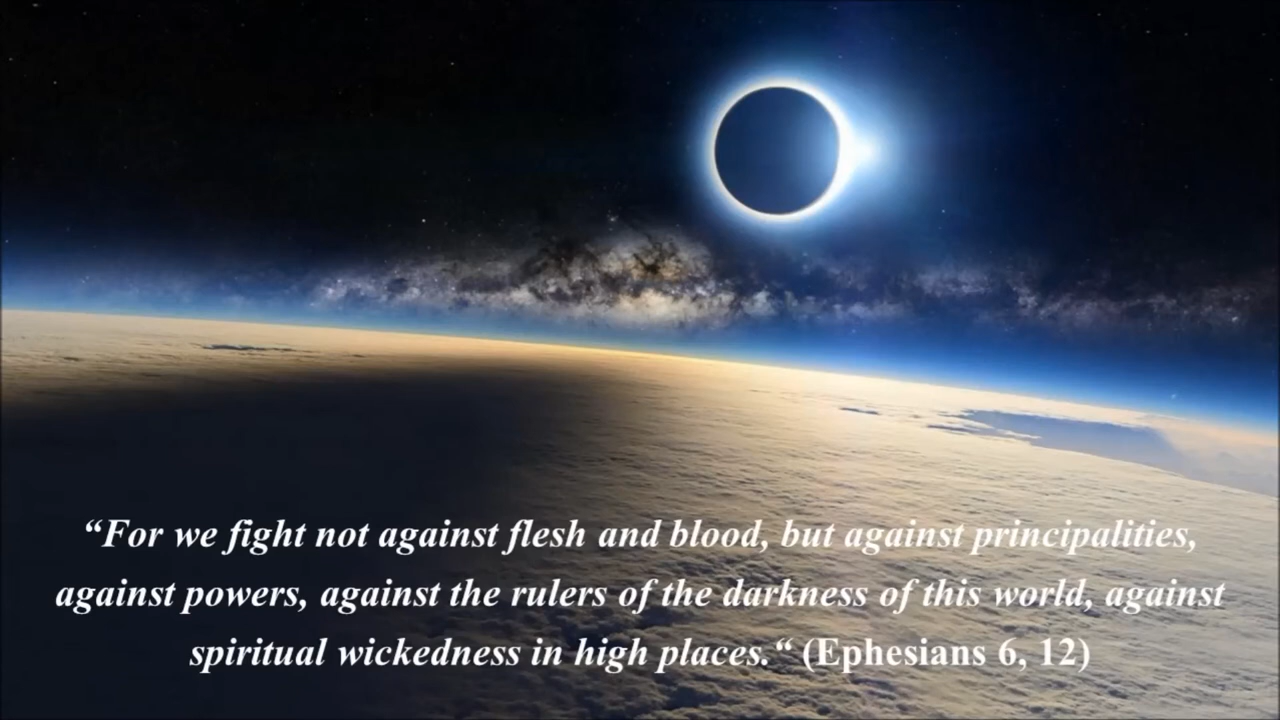 “For we fight not against flesh and blood, but against principalities,
against powers, against the rulers of the darkness of this world, against
spiritual wickedness in high places.“ (Ephesians 6, 12)